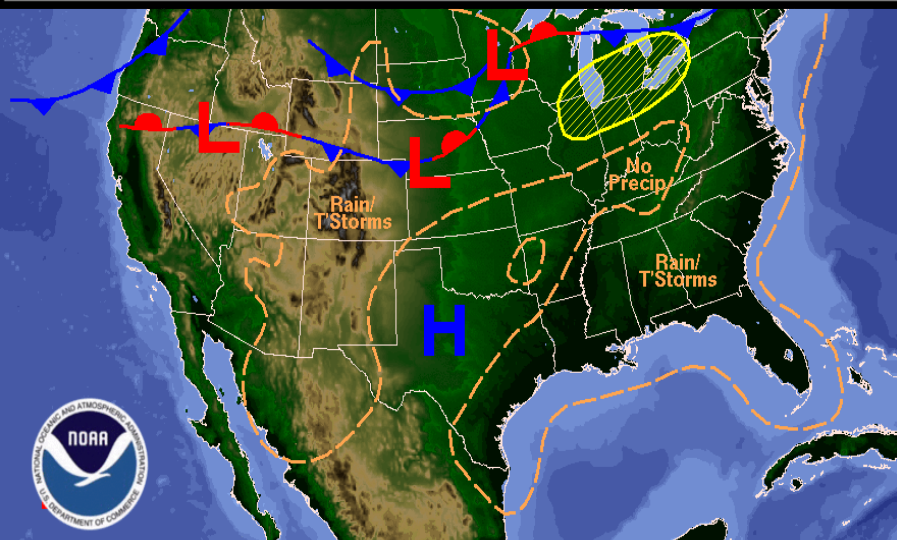 L
L
L
No
Precip/
Rain/
T'Storms
Rain/
T'Storms
H
NOAA
NATIONAL OCEANIC AND ATMOSPHERIC ADMINISTRATION
U.S. DEPARTMENT OF COMMERCE